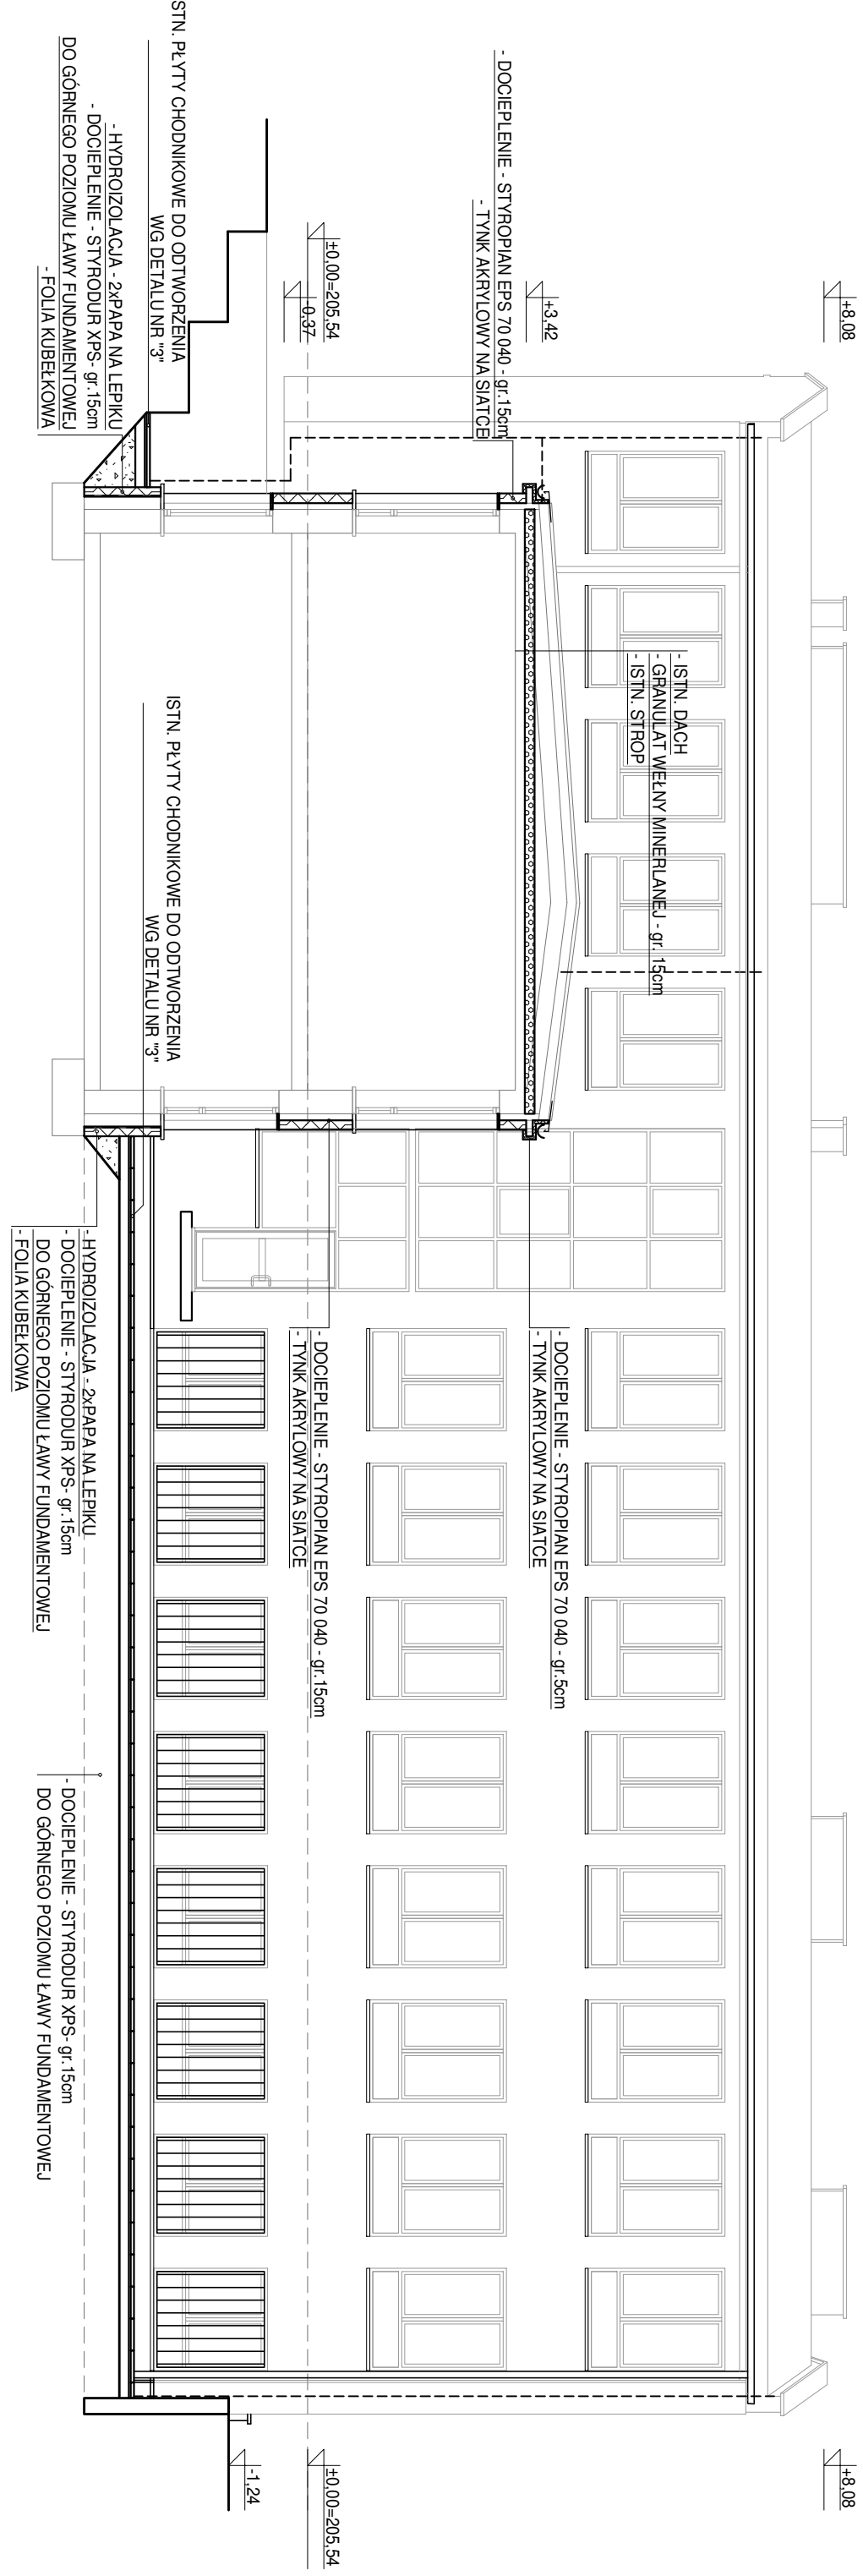 +8,08
+3,42
±0,00=205,54
-0,37
- DOCIEPLENIE - STYROPIAN EPS 70 040 - gr.15cm
- TYNK AKRYLOWY NA SIATCE
ISTN. PŁYTY CHODNIKOWE DO ODTWORZENIA
WG DETALU NR "3"
- HYDROIZOLACJA - 2xPAPA NA LEPIKU
- DOCIEPLENIE - STYRODUR XPS- gr.15cm
DO GÓRNEGO POZIOMU ŁAWY FUNDAMENTOWEJ
- FOLIA KUBEŁKOWA
- ISTN. DACH
- GRANULAT WEŁNY MINERLANEJ - gr. 15cm
- ISTN. STROP
ISTN. PŁYTY CHODNIKOWE DO ODTWORZENIA
WG DETALU NR "3"
- DOCIEPLENIE - STYROPIAN EPS 70 040 - gr.5cm
- TYNK AKRYLOWY NA SIATCE
- DOCIEPLENIE - STYROPIAN EPS 70 040 - gr.15cm
- TYNK AKRYLOWY NA SIATCE
- HYDROIZOLACJA - 2xPAPA NA LEPIKU
- DOCIEPLENIE - STYRODUR XPS- gr.15cm
DO GÓRNEGO POZIOMU ŁAWY FUNDAMENTOWEJ
- FOLIA KUBEŁKOWA
- DOCIEPLENIE - STYRODUR XPS- gr.15cm
DO GÓRNEGO POZIOMU ŁAWY FUNDAMENTOWEJ
+8,08
±0,00=205,54
-1,24